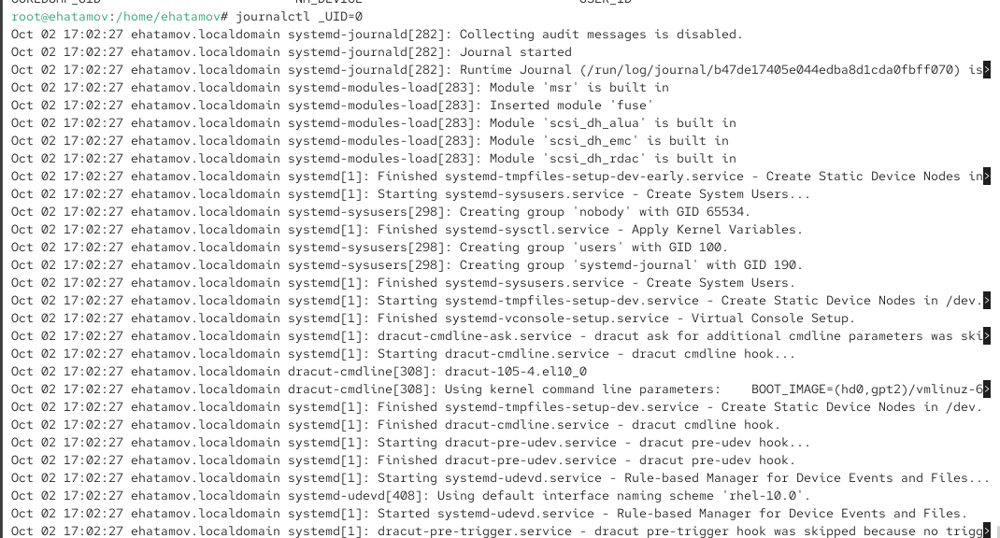 COREDUMP_UID NM_DEVICE USER_ID
root@ehatamov:/home/ehatamov# journalctl _UID=0
Oct 02 17:02:27 ehatamov.localdomain systemd-journald[282]: Collecting audit messages is disabled.
Oct 02 17:02:27 ehatamov.localdomain systemd-journald[282]: Journal started
Oct 02 17:02:27 ehatamov.localdomain systemd-journald[282]: Runtime Journal (/run/log/journal/b47de17405e044edba8d1cda0fbff070) is>
Oct 02 17:02:27 ehatamov.localdomain systemd-modules-load[283]: Module 'msr' is built in
Oct 02 17:02:27 ehatamov.localdomain systemd-modules-load[283]: Inserted module 'fuse'
Oct 02 17:02:27 ehatamov.localdomain systemd-modules-load[283]: Module 'scsi_dh_alua' is built in
Oct 02 17:02:27 ehatamov.localdomain systemd-modules-load[283]: Module 'scsi_dh_emc' is built in
Oct 02 17:02:27 ehatamov.localdomain systemd-modules-load[283]: Module 'scsi_dh_rdac' is built in
Oct 02 17:02:27 ehatamov.localdomain systemd[1]: Finished systemd-tmpfiles-setup-dev-early.service - Create Static Device Nodes in>
Oct 02 17:02:27 ehatamov.localdomain systemd[1]: Starting systemd-sysusers.service - Create System Users...
Oct 02 17:02:27 ehatamov.localdomain systemd-sysusers[298]: Creating group 'nobody' with GID 65534.
Oct 02 17:02:27 ehatamov.localdomain systemd[1]: Finished systemd-sysctl.service - Apply Kernel Variables.
Oct 02 17:02:27 ehatamov.localdomain systemd-sysusers[298]: Creating group 'users' with GID 100.
Oct 02 17:02:27 ehatamov.localdomain systemd-sysusers[298]: Creating group 'systemd-journal' with GID 190.
Oct 02 17:02:27 ehatamov.localdomain systemd[1]: Finished systemd-sysusers.service - Create System Users.
Oct 02 17:02:27 ehatamov.localdomain systemd[1]: Starting systemd-tmpfiles-setup-dev.service - Create Static Device Nodes in /dev.>
Oct 02 17:02:27 ehatamov.localdomain systemd[1]: Finished systemd-vconsole-setup.service - Virtual Console Setup.
Oct 02 17:02:27 ehatamov.localdomain systemd[1]: dracut-cmdline-ask.service - dracut ask for additional cmdline parameters was ski>
Oct 02 17:02:27 ehatamov.localdomain systemd[1]: Starting dracut-cmdline.service - dracut cmdline hook...
Oct 02 17:02:27 ehatamov.localdomain dracut-cmdline[308]: dracut-105-4.el10_0
Oct 02 17:02:27 ehatamov.localdomain dracut-cmdline[308]: Using kernel command line parameters:    BOOT_IMAGE=(hd0,gpt2)/vmlinuz-6>
Oct 02 17:02:27 ehatamov.localdomain systemd[1]: Finished systemd-tmpfiles-setup-dev.service - Create Static Device Nodes in /dev.
Oct 02 17:02:27 ehatamov.localdomain systemd[1]: Finished dracut-cmdline.service - dracut cmdline hook.
Oct 02 17:02:27 ehatamov.localdomain systemd[1]: Starting dracut-pre-udev.service - dracut pre-udev hook...
Oct 02 17:02:27 ehatamov.localdomain systemd[1]: Finished dracut-pre-udev.service - dracut pre-udev hook.
Oct 02 17:02:27 ehatamov.localdomain systemd[1]: Starting systemd-udevd.service - Rule-based Manager for Device Events and Files...
Oct 02 17:02:27 ehatamov.localdomain systemd-udevd[408]: Using default interface naming scheme 'rhel-10.0'.
Oct 02 17:02:27 ehatamov.localdomain systemd[1]: Started systemd-udevd.service - Rule-based Manager for Device Events and Files.
Oct 02 17:02:27 ehatamov.localdomain systemd[1]: dracut-pre-trigger.service - dracut pre-trigger hook was skipped because no trigg>